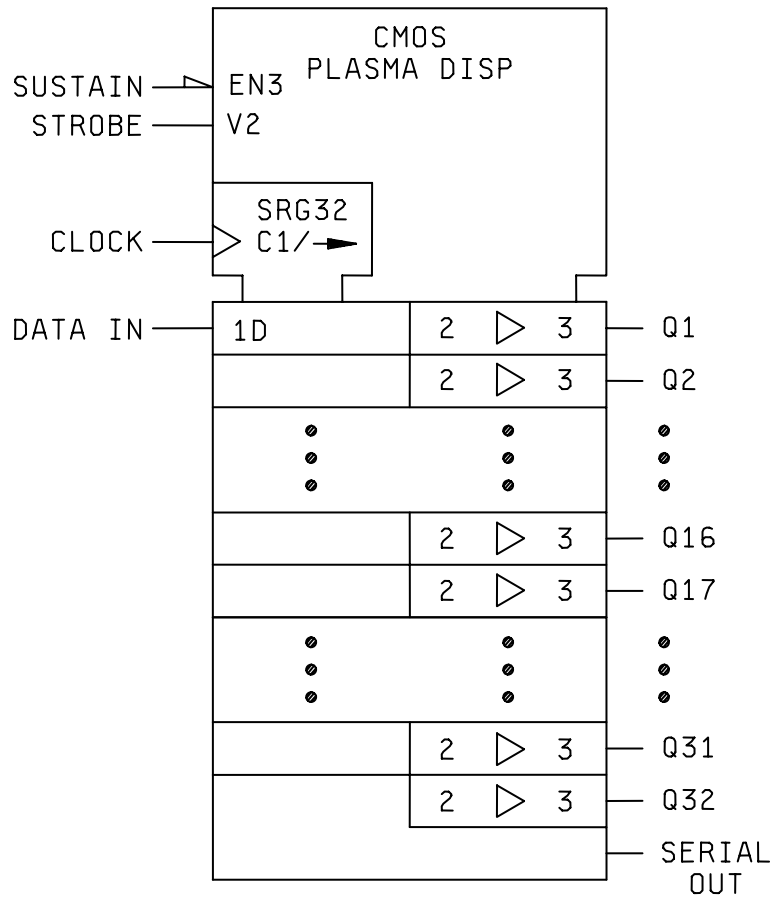 CMOS
PLASMA DISP
SUSTAIN EN3
STROBE V2
SRG32
CLOCK C1/
DATA IN 1D 2 3 Q1
2 3 Q2
2 3 Q16
2 3 Q17
2 3 Q31
2 3 Q32
SERIAL
OUT